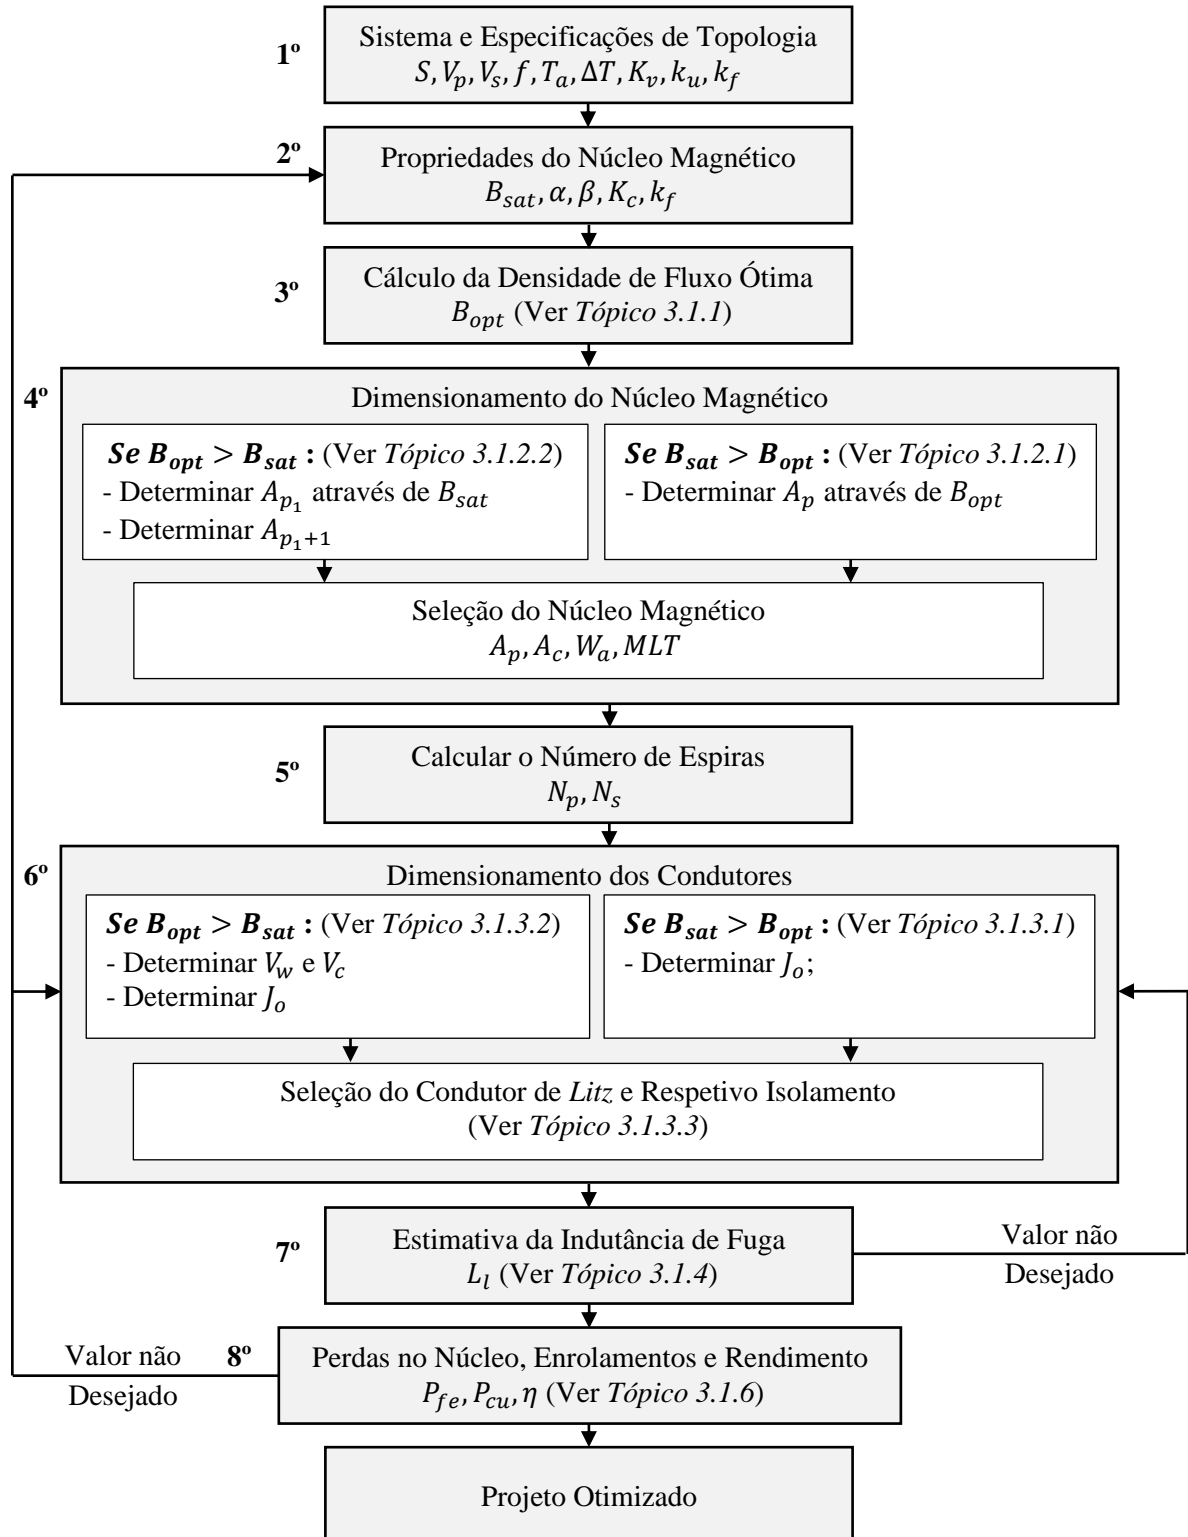 1º
Sistema e Especificações de Topologia
S, V_p, V_s, f, T_a, ΔT, K_v, k_u, k_f
2º
Propriedades do Núcleo Magnético
B_sat, α, β, K_c, k_f
3º
Cálculo da Densidade de Fluxo Ótima
B_opt (Ver Tópico 3.1.1)
4º
Dimensionamento do Núcleo Magnético
Se B_opt > B_sat : (Ver Tópico 3.1.2.2)
- Determinar A_p₁ através de B_sat
- Determinar A_p₁+1
Se B_sat > B_opt : (Ver Tópico 3.1.2.1)
- Determinar A_p através de B_opt
Seleção do Núcleo Magnético
A_p, A_c, W_a, MLT
5º
Calcular o Número de Espiras
N_p, N_s
6º
Dimensionamento dos Condutores
Se B_opt > B_sat : (Ver Tópico 3.1.3.2)
- Determinar V_w e V_c
- Determinar J_o
Se B_sat > B_opt : (Ver Tópico 3.1.3.1)
- Determinar J_o;
Seleção do Condutor de Litz e Respetivo Isolamento
(Ver Tópico 3.1.3.3)
7º
Estimativa da Indutância de Fuga
L_l (Ver Tópico 3.1.4)
Valor não
Desejado
8º
Perdas no Núcleo, Enrolamentos e Rendimento
P_fe, P_cu, η (Ver Tópico 3.1.6)
Valor não
Desejado
Projeto Otimizado